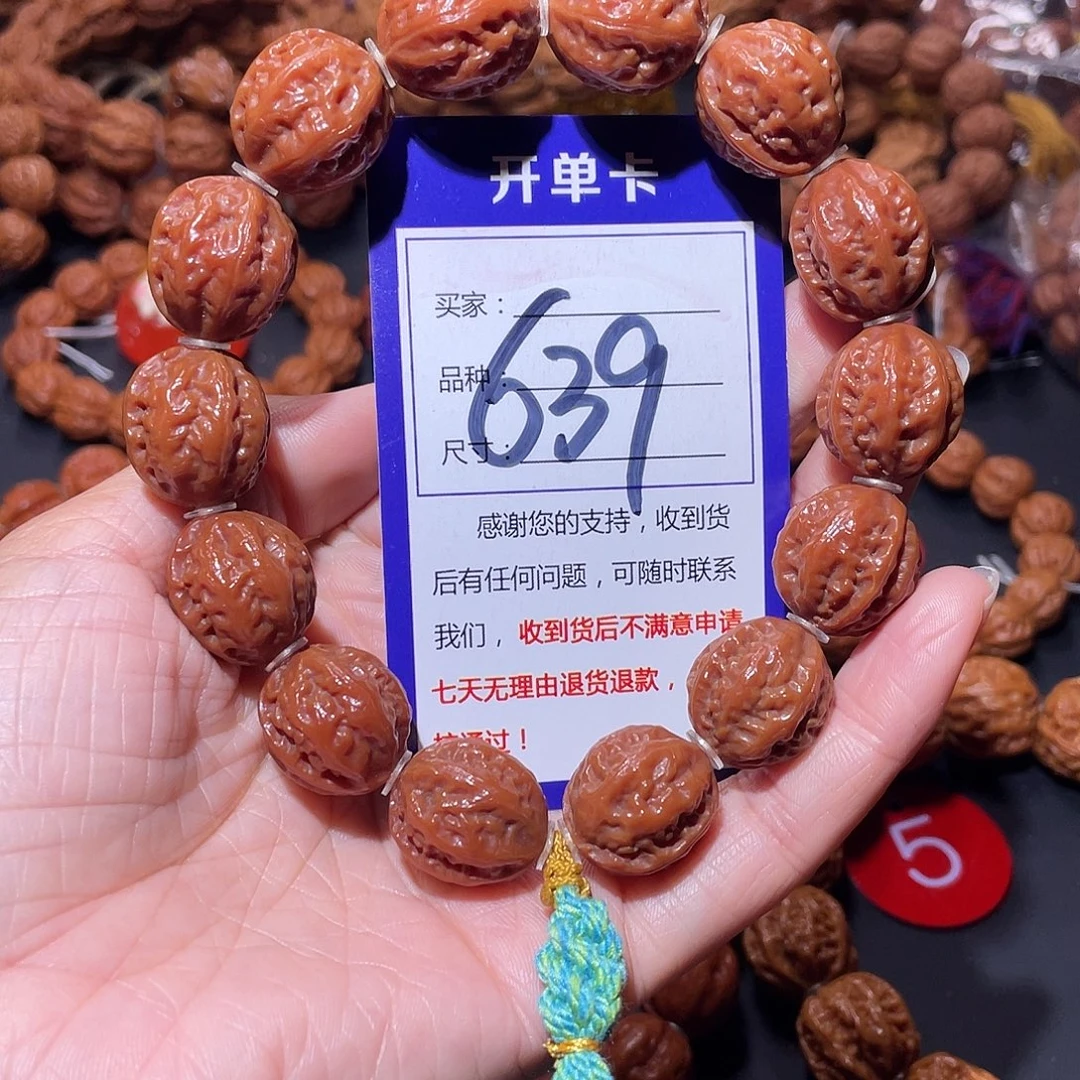 开单卡
买家：
639
品种：
尺寸：
感谢您的支持，收到货
后有任何问题，可随时联系
我们，收到货后不满意申请
七天无理由退货退款，
通过！
5